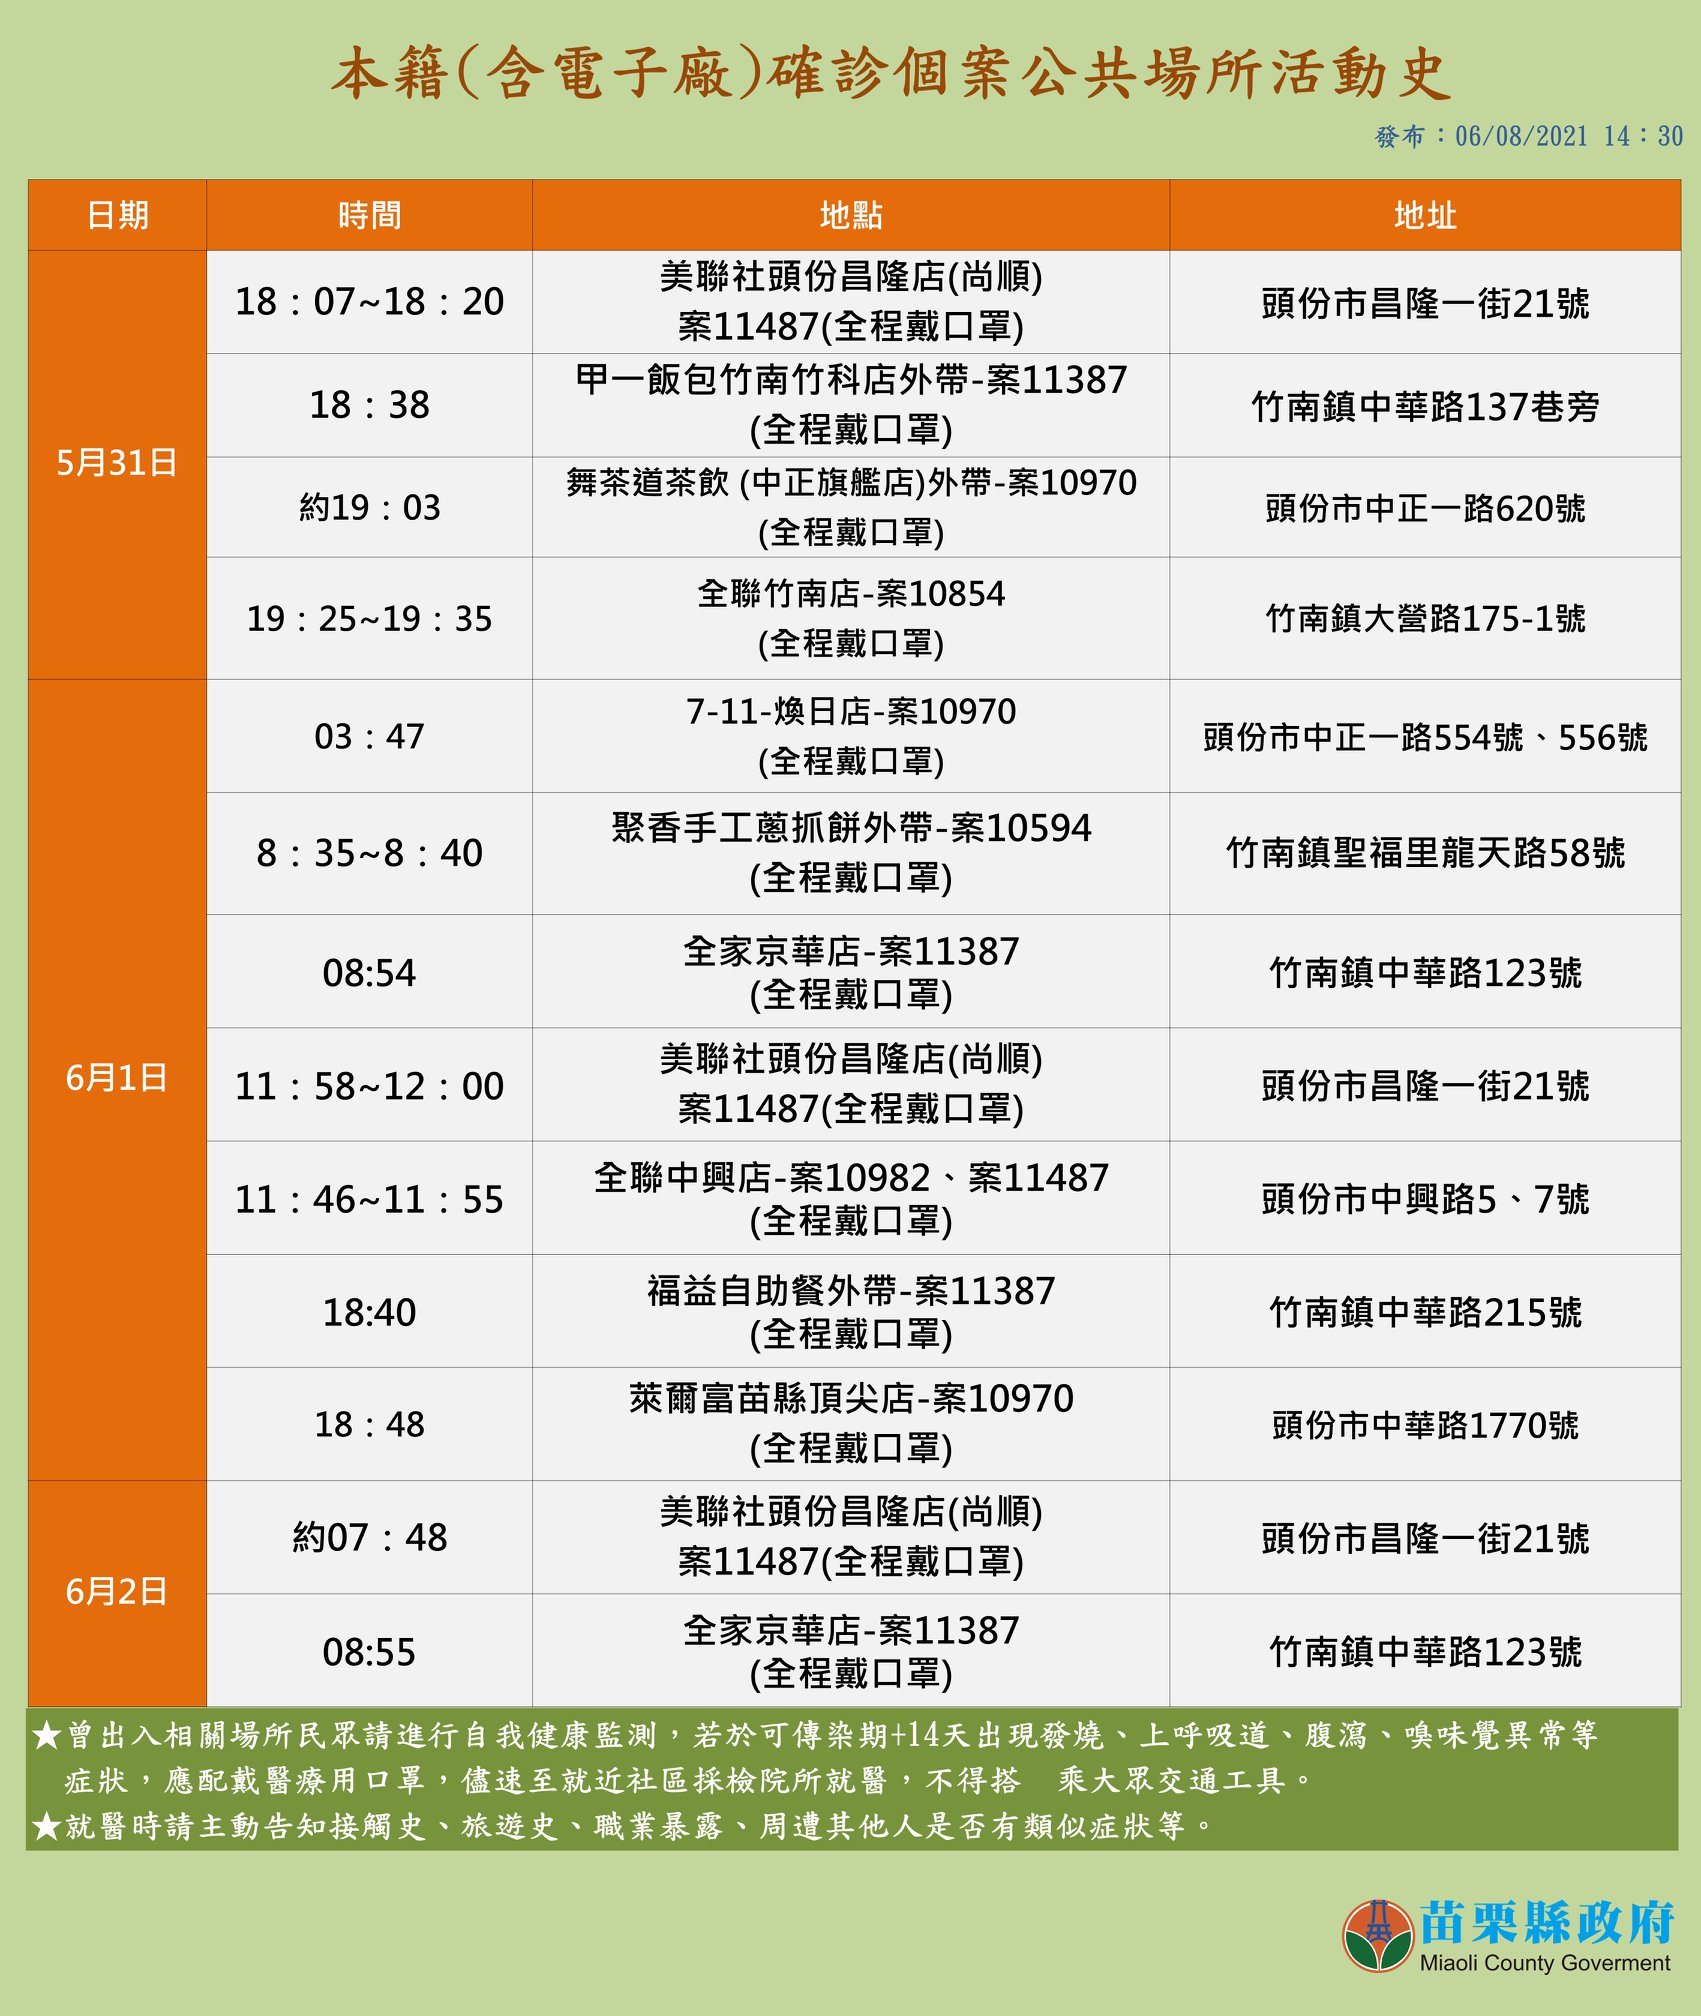 本籍(含電子廠)確診個案公共場所活動史
發布：06/08/2021 14：30
日期 時間 地點 地址
5月31日
18：07~18：20
美聯社頭份昌隆店(尚順)
案11487(全程戴口罩)
頭份市昌隆一街21號
18：38
甲一飯包竹南竹科店外帶-案11387
(全程戴口罩)
竹南鎮中華路137巷旁
約19：03
舞茶道茶飲 (中正旗艦店)外帶-案10970
(全程戴口罩)
頭份市中正一路620號
19：25~19：35
全聯竹南店-案10854
(全程戴口罩)
竹南鎮大營路175-1號
6月1日
03：47
7-11-煥日店-案10970
(全程戴口罩)
頭份市中正一路554號、556號
8：35~8：40
聚香手工蔥抓餅外帶-案10594
(全程戴口罩)
竹南鎮聖福里龍天路58號
08:54
全家京華店-案11387
(全程戴口罩)
竹南鎮中華路123號
11：58~12：00
美聯社頭份昌隆店(尚順)
案11487(全程戴口罩)
頭份市昌隆一街21號
11：46~11：55
全聯中興店-案10982、案11487
(全程戴口罩)
頭份市中興路5、7號
18:40
福益自助餐外帶-案11387
(全程戴口罩)
竹南鎮中華路215號
18：48
萊爾富苗縣頂尖店-案10970
(全程戴口罩)
頭份市中華路1770號
6月2日
約07：48
美聯社頭份昌隆店(尚順)
案11487(全程戴口罩)
頭份市昌隆一街21號
08:55
全家京華店-案11387
(全程戴口罩)
竹南鎮中華路123號
★曾出入相關場所民眾請進行自我健康監測，若於可傳染期+14天出現發燒、上呼吸道、腹瀉、嗅味覺異常等
症狀，應配戴醫療用口罩，儘速至就近社區採檢院所就醫，不得搭　乘大眾交通工具。
★就醫時請主動告知接觸史、旅遊史、職業暴露、周遭其他人是否有類似症狀等。
苗栗縣政府
Miaoli County Goverment